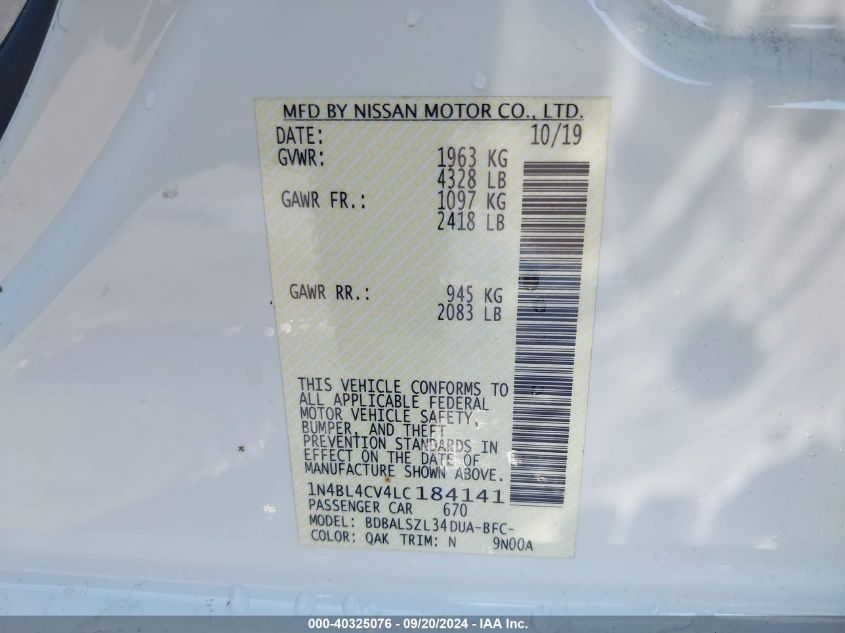 MFD BY NISSAN MOTOR CO., LTD.
DATE: 10/19
GVWR: 1963 KG
4328 LB
GAWR FR.: 1097 KG
2418 LB
GAWR RR.: 945 KG
2083 LB
THIS VEHICLE CONFORMS TO
ALL APPLICABLE FEDERAL
MOTOR VEHICLE SAFETY,
BUMPER, AND THEFT
PREVENTION STANDARDS IN
EFFECT ON THE DATE OF
MANUFACTURE SHOWN ABOVE.
1N4BL4CV4LC184141
PASSENGER CAR 670
MODEL: BDBALSZL34DUA-BFC-
COLOR: QAK TRIM: N 9N00A
000-40325076 - 09/20/2024 - IAA Inc.